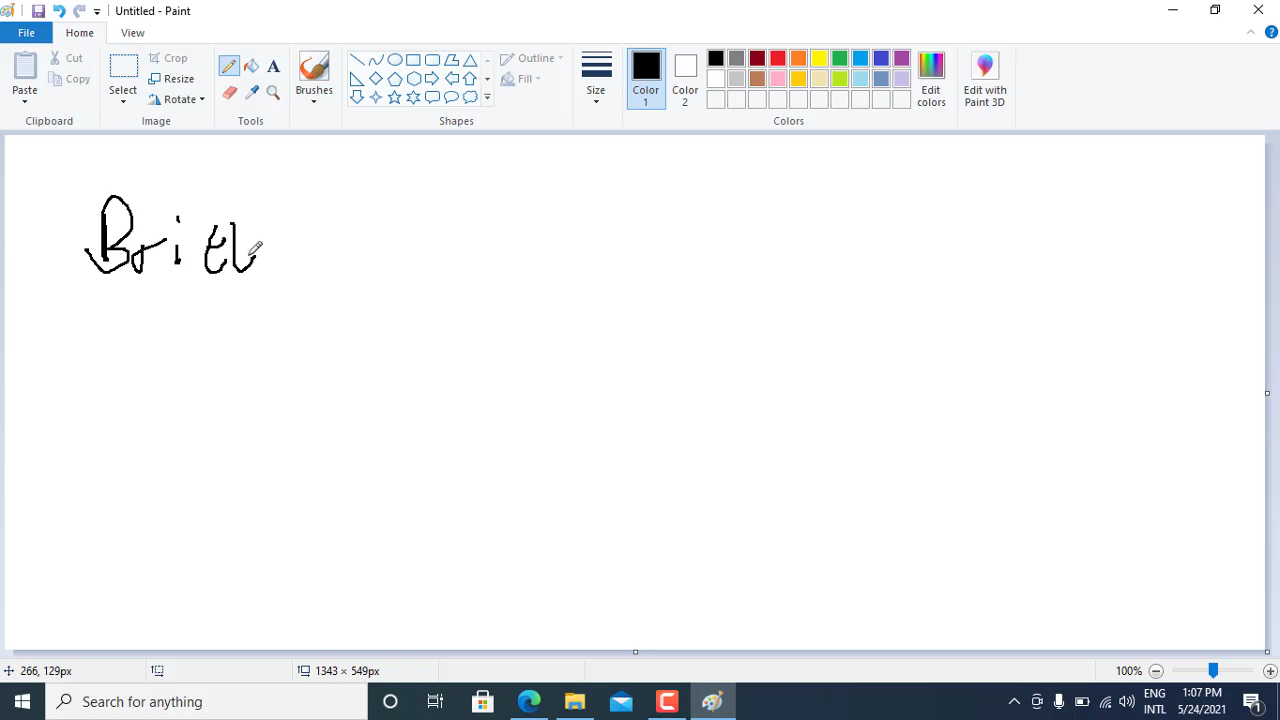 Untitled - Paint
File
Home
View
Paste
Cut
Copy
Clipboard
Select
Crop
Resize
Rotate
Image
Tools
Brushes
Shapes
Outline
Fill
Size
Color 1
Color 2
Edit colors
Colors
Edit with Paint 3D
Briel
266, 129px
1343 × 549px
100%
Search for anything
ENG
INTL
1:07 PM
5/24/2021
1